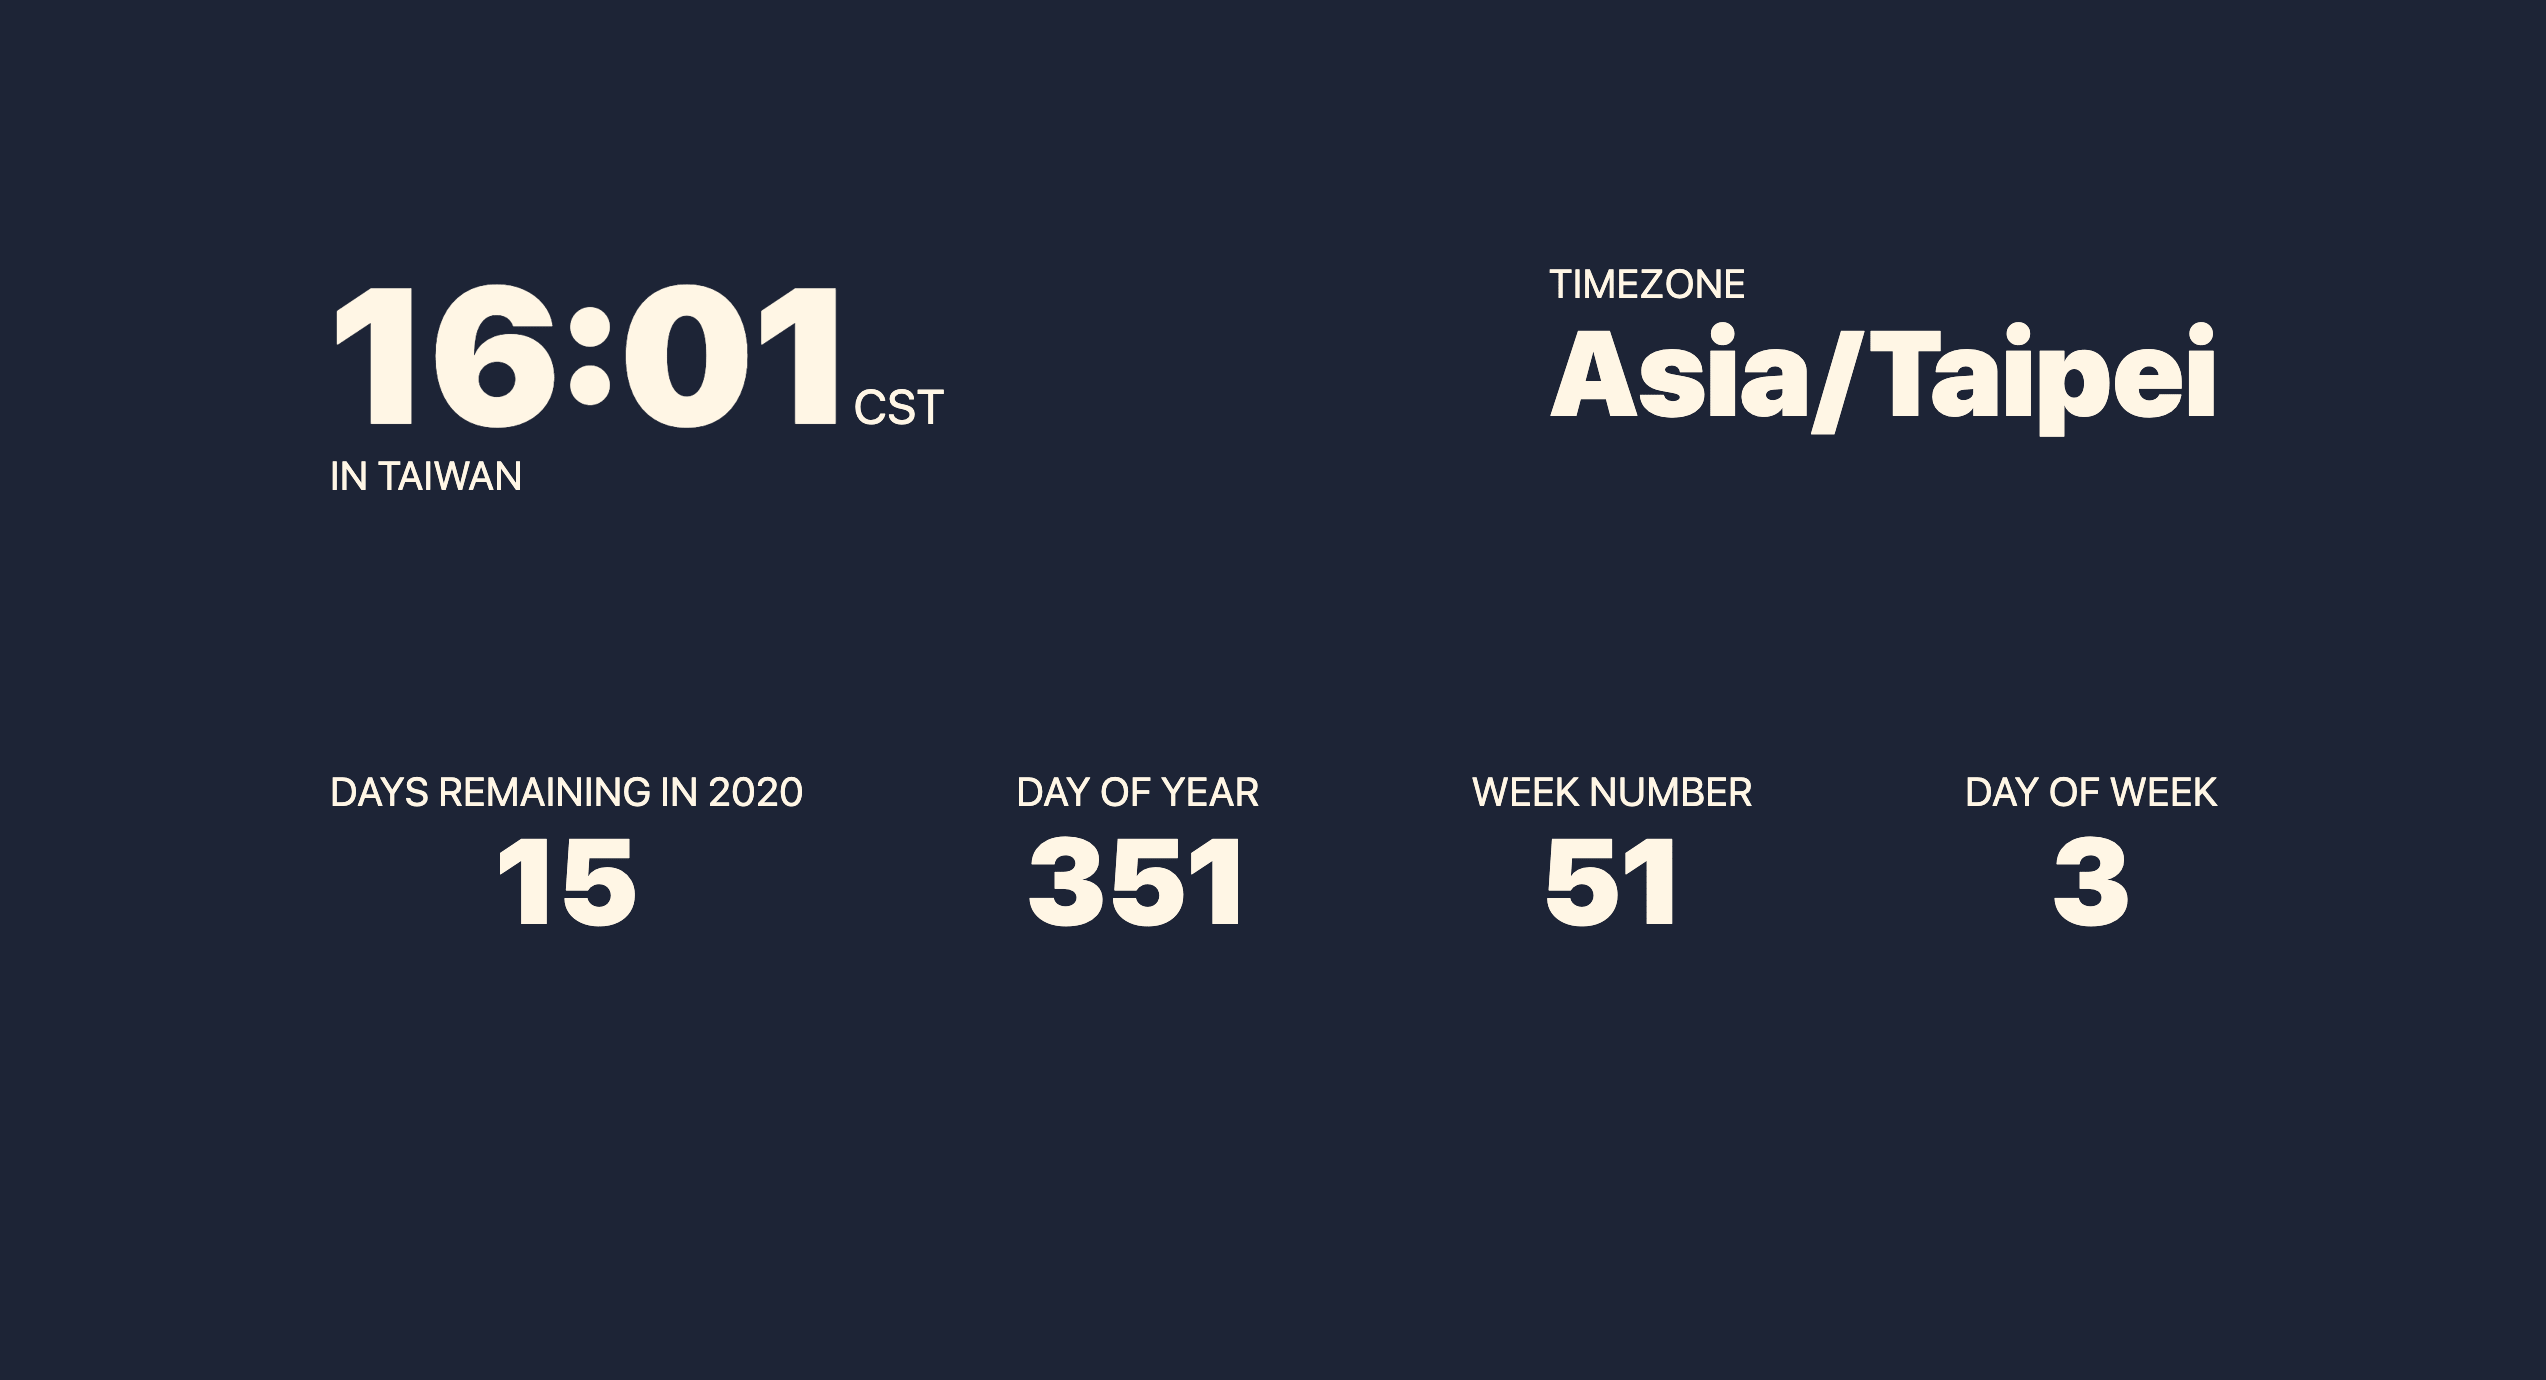 16:01 CST
IN TAIWAN
TIMEZONE
Asia/Taipei
DAYS REMAINING IN 2020
15
DAY OF YEAR
351
WEEK NUMBER
51
DAY OF WEEK
3